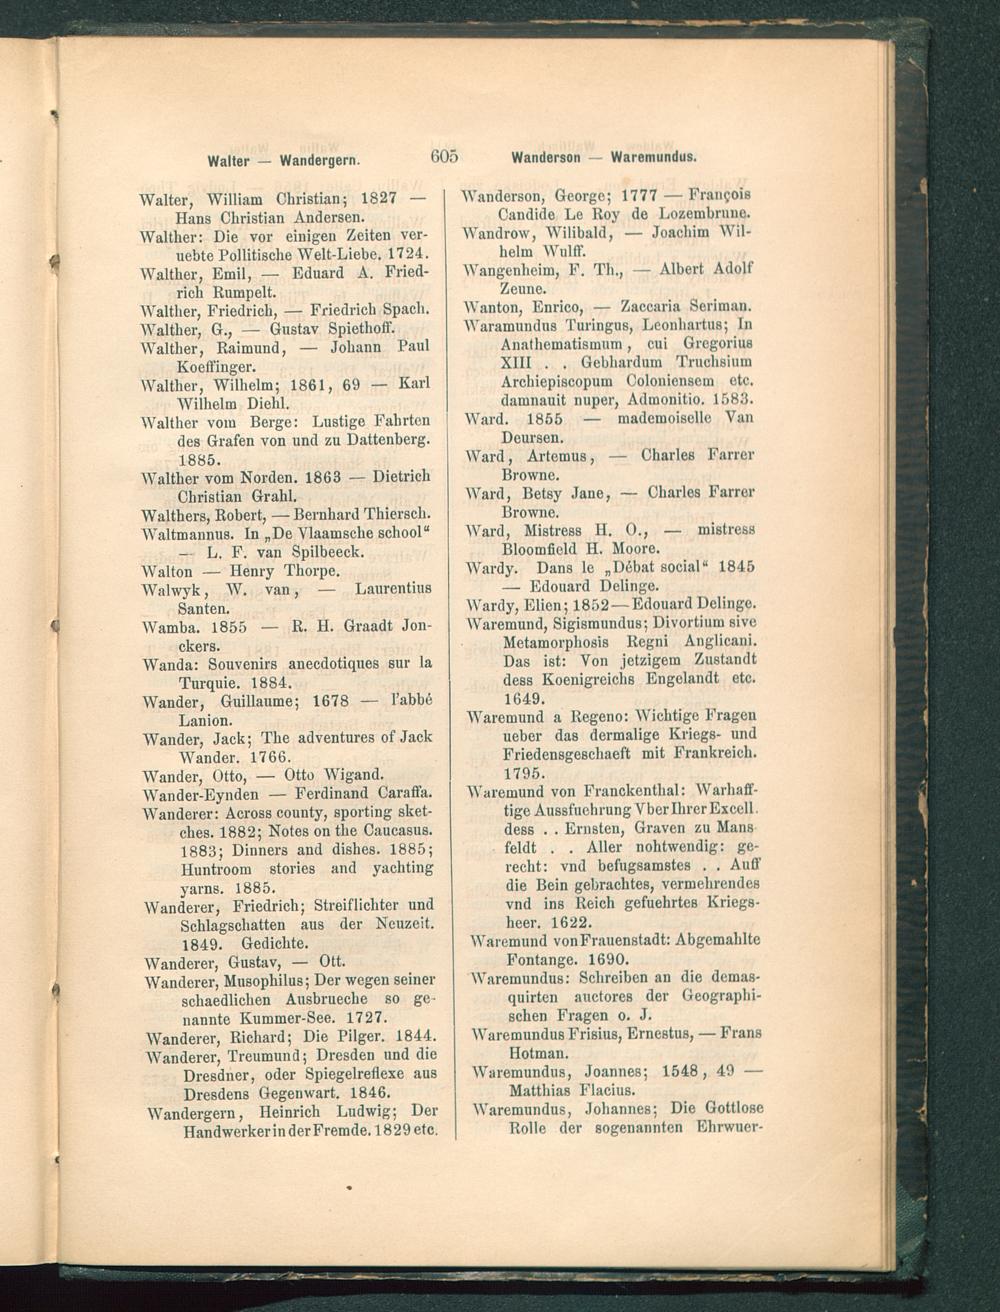 Walter — Wandergern.
605
Wanderson — Waremundus.
Walter, William Christian; 1827 —
Hans Christian Andersen.
Walther: Die vor einigen Zeiten ver-
uebte Pollitische Welt-Liebe. 1724.
Walther, Emil, — Eduard A. Fried-
rich Rumpelt.
Walther, Friedrich, — Friedrich Spach.
Walther, G., — Gustav Spiethoff.
Walther, Raimund, — Johann Paul
Koeffinger.
Walther, Wilhelm; 1861, 69 — Karl
Wilhelm Diehl.
Walther vom Berge: Lustige Fahrten
des Grafen von und zu Dattenberg.
1885.
Walther vom Norden. 1863 — Dietrich
Christian Grahl.
Walthers, Robert, — Bernhard Thiersch.
Waltmannus. In „De Vlaamsche school“
— L. F. van Spilbeeck.
Walton — Henry Thorpe.
Walwyk, W. van, — Laurentius
Santen.
Wamba. 1855 — R. H. Graadt Jon-
ckers.
Wanda: Souvenirs anecdotiques sur la
Turquie. 1884.
Wander, Guillaume; 1678 — l'abbé
Lanion.
Wander, Jack; The adventures of Jack
Wander. 1766.
Wander, Otto, — Otto Wigand.
Wander-Eynden — Ferdinand Caraffa.
Wanderer: Across county, sporting sket-
ches. 1882; Notes on the Caucasus.
1883; Dinners and dishes. 1885;
Huntroom stories and yachting
yarns. 1885.
Wanderer, Friedrich; Streiflichter und
Schlagschatten aus der Neuzeit.
1849. Gedichte.
Wanderer, Gustav, — Ott.
Wanderer, Musophilus; Der wegen seiner
schaedlichen Ausbrueche so ge-
nannte Kummer-See. 1727.
Wanderer, Richard; Die Pilger. 1844.
Wanderer, Treumund; Dresden und die
Dresdner, oder Spiegelreflexe aus
Dresdens Gegenwart. 1846.
Wandergern, Heinrich Ludwig; Der
Handwerker in der Fremde. 1829 etc.
Wanderson, George; 1777 — François
Candide Le Roy de Lozembrune.
Wandrow, Wilibald, — Joachim Wil-
helm Wulff.
Wangenheim, F. Th., — Albert Adolf
Zeune.
Wanton, Enrico, — Zaccaria Seriman.
Waramundus Turingus, Leonhartus; In
Anathematismum, cui Gregorius
XIII . . Gebhardum Truchsium
Archiepiscopum Coloniensem etc.
damnauit nuper, Admonitio. 1583.
Ward. 1855 — mademoiselle Van
Deursen.
Ward, Artemus, — Charles Farrer
Browne.
Ward, Betsy Jane, — Charles Farrer
Browne.
Ward, Mistress H. O., — mistress
Bloomfield H. Moore.
Wardy. Dans le „Débat social“ 1845
— Edouard Delinge.
Wardy, Elien; 1852 — Edouard Delinge.
Waremund, Sigismundus; Divortium sive
Metamorphosis Regni Anglicani.
Das ist: Von jetzigem Zustandt
dess Koenigreichs Engelandt etc.
1649.
Waremund a Regeno: Wichtige Fragen
ueber das dermalige Kriegs- und
Friedensgeschaeft mit Frankreich.
1795.
Waremund von Franckenthal: Warhaff-
tige Aussfuehrung Vber Ihrer Excell.
dess . . Ernsten, Graven zu Mans-
feldt . . Aller nohtwendig: ge-
recht: vnd befugsamstes . . Auff
die Bein gebrachtes, vermehrendes
vnd ins Reich gefuehrtes Kriegs-
heer. 1622.
Waremund von Frauenstadt: Abgemahlte
Fontange. 1690.
Waremundus: Schreiben an die demas-
quirten auctores der Geographi-
schen Fragen o. J.
Waremundus Frisius, Ernestus, — Frans
Hotman.
Waremundus, Joannes; 1548, 49 —
Matthias Flacius.
Waremundus, Johannes; Die Gottlose
Rolle der sogenannten Ehrwuer-